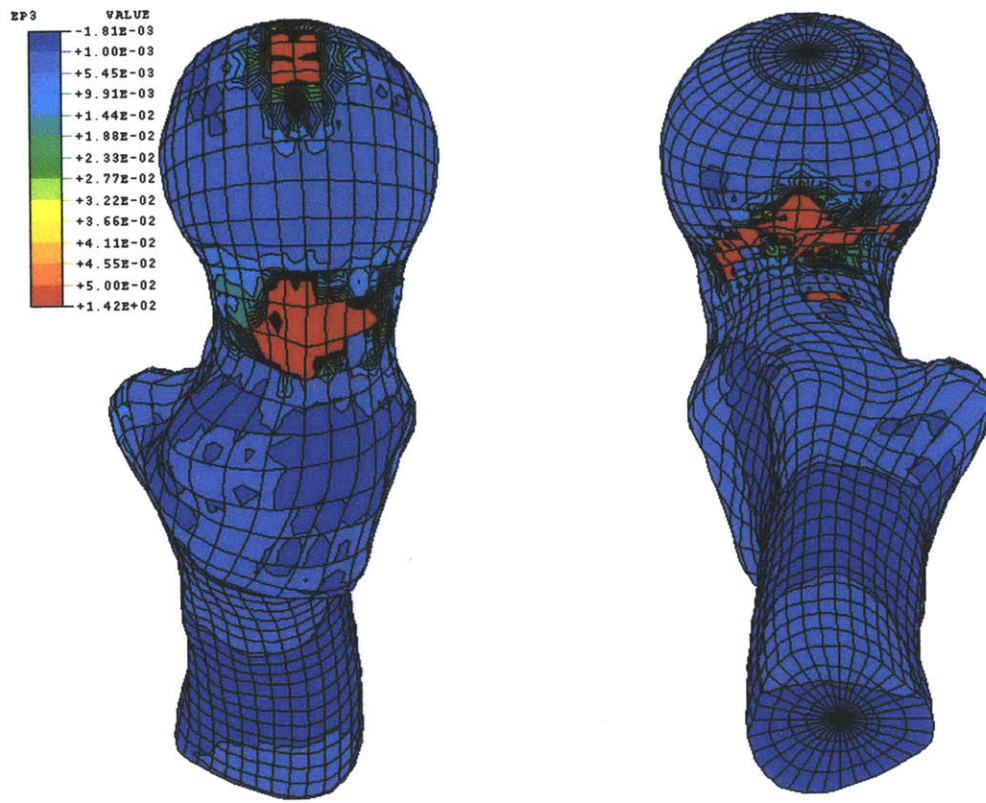 EP3 VALUE
-1.81E-03
+1.00E-03
+5.45E-03
+9.91E-03
+1.44E-02
+1.88E-02
+2.33E-02
+2.77E-02
+3.22E-02
+3.66E-02
+4.11E-02
+4.55E-02
+5.00E-02
+1.42E+02